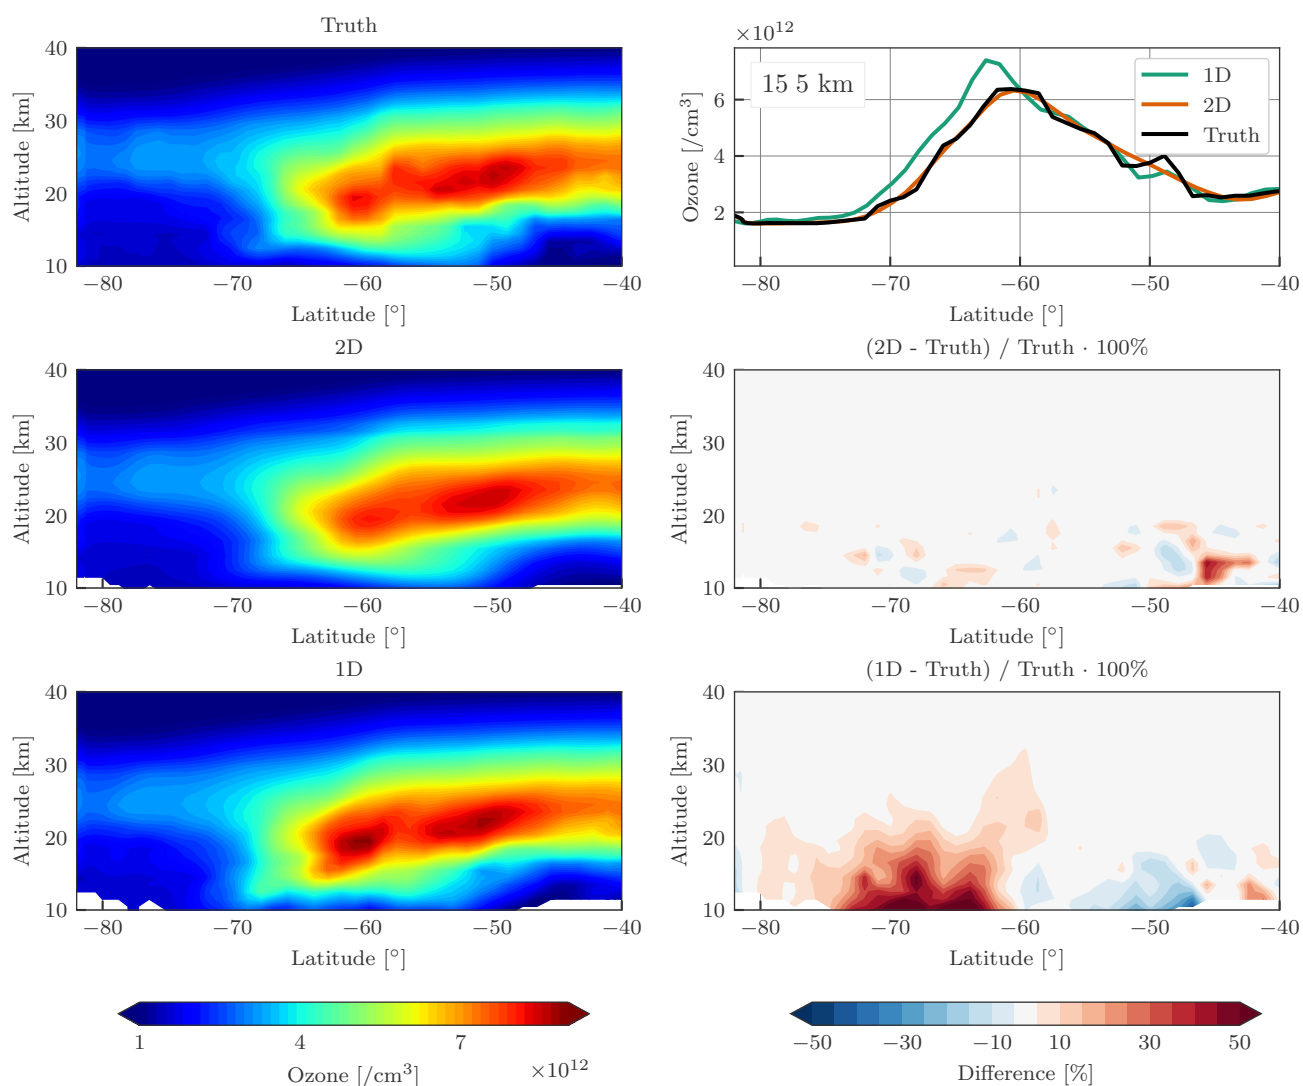 Truth
Altitude [km]
40
30
20
10
−80 −70 −60 −50 −40
Latitude [°]
×10¹²
15 5 km
1D
2D
Truth
Ozone [/cm³]
6
4
2
−80 −70 −60 −50 −40
Latitude [°]
2D
Altitude [km]
40
30
20
10
−80 −70 −60 −50 −40
Latitude [°]
(2D - Truth) / Truth · 100%
Altitude [km]
40
30
20
10
−80 −70 −60 −50 −40
Latitude [°]
1D
Altitude [km]
40
30
20
10
−80 −70 −60 −50 −40
Latitude [°]
(1D - Truth) / Truth · 100%
Altitude [km]
40
30
20
10
−80 −70 −60 −50 −40
Latitude [°]
1 4 7
Ozone [/cm³] ×10¹²
−50 −30 −10 10 30 50
Difference [%]